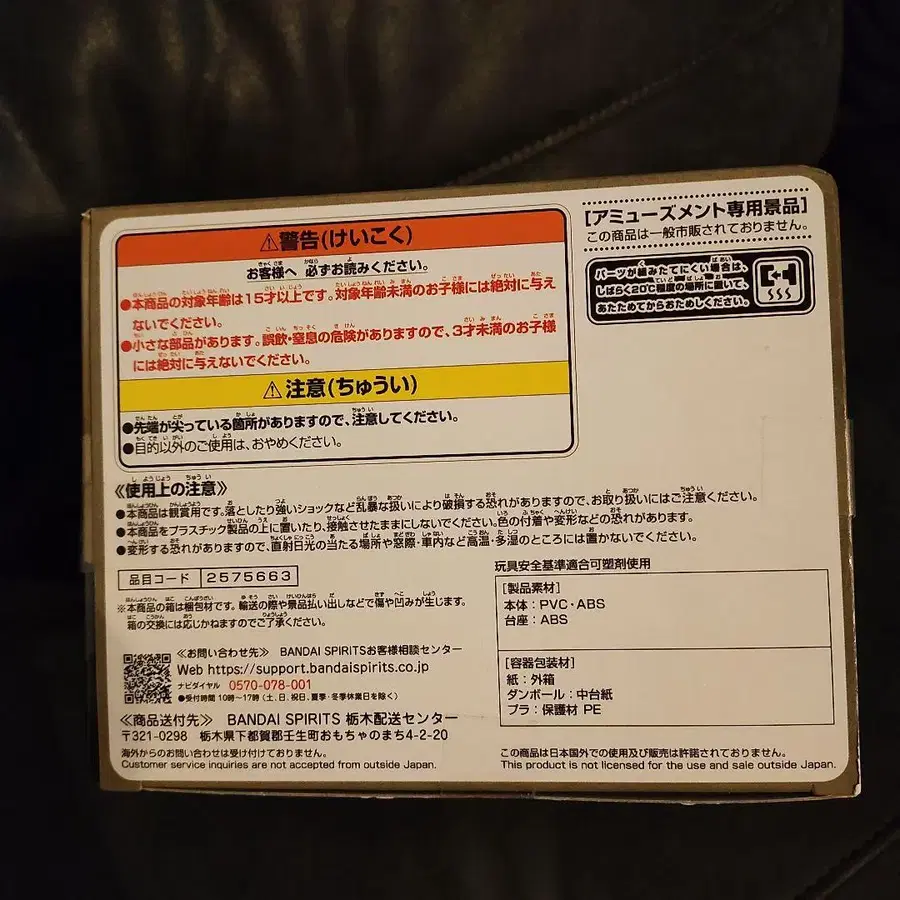 ⚠警告(けいこく)
お客様へ 必ずお読みください。
●本商品の対象年齢は15才以上です。対象年齢未満のお子様には絶対に与え
ないでください。
●小さな部品があります。誤飲・窒息の危険がありますので、3才未満のお子様
には絶対に与えないでください。
⚠注意(ちゅうい)
●先端が尖っている箇所がありますので、注意してください。
●目的以外のご使用は、おやめください。
[アミューズメント専用景品]
この商品は一般市販されておりません。
パーツが組みたてにくい場合は、
しばらく20℃程度の場所に置いて、
あたためてからおためしください。
《使用上の注意》
●本商品は観賞用です。落としたり強いショックなど乱暴な扱いにより破損する恐れがありますので、お取り扱いにはご注意ください。
●本商品をプラスチック製品の上に置いたり、接触させたままにしないでください。色の付着や変形などの恐れがあります。
●変形する恐れがありますので、直射日光の当たる場所や窓際・車内など高温・多湿のところには置かないでください。
品目コード 2575663
※本商品の箱は梱包材です。輸送の際や景品払い出しなどで傷や凹みが生じます。
箱の交換には応じかねますのでご了承ください。
≪お問い合わせ先≫ BANDAI SPIRITSお客様相談センター
Web https://support.bandaispirits.co.jp
ナビダイヤル 0570-078-001
●受付時間 10時～17時 (土、日、祝日、夏季・冬季休業日を除く)
≪商品送付先≫ BANDAI SPIRITS 栃木配送センター
〒321-0298 栃木県下都賀郡壬生町おもちゃのまち4-2-20
海外からのお問い合わせは受け付けておりません。
Customer service inquiries are not accepted from outside Japan.
玩具安全基準適合可塑剤使用
[製品素材]
本体：PVC・ABS
台座：ABS
[容器包装材]
紙：外箱
ダンボール：中台紙
プラ：保護材 PE
この商品は日本国外での使用及び販売は許諾されておりません。
This product is not licensed for the use and sale outside Japan.